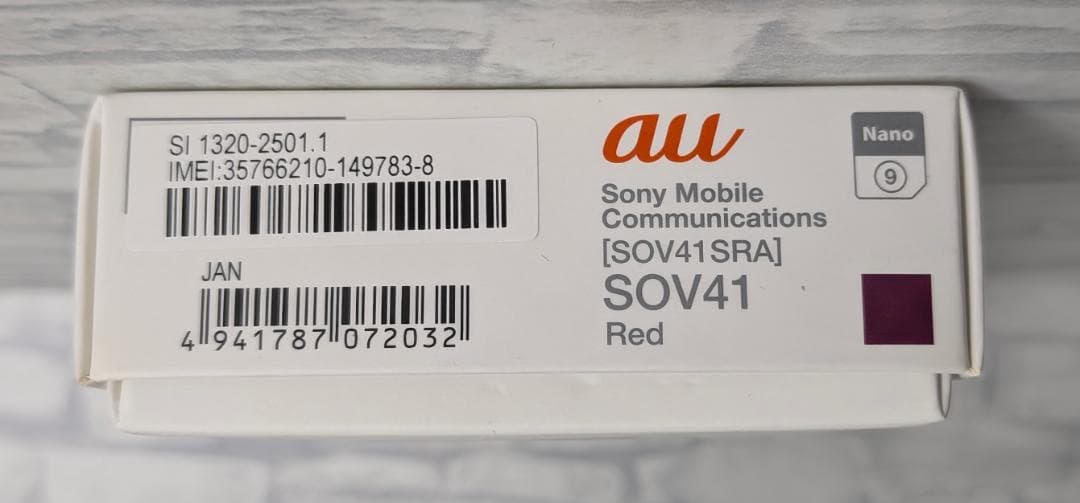 SI 1320-2501.1
IMEI:35766210-149783-8
JAN
4 941787 072032
au
Sony Mobile
Communications
[SOV41SRA]
SOV41
Red
Nano
9